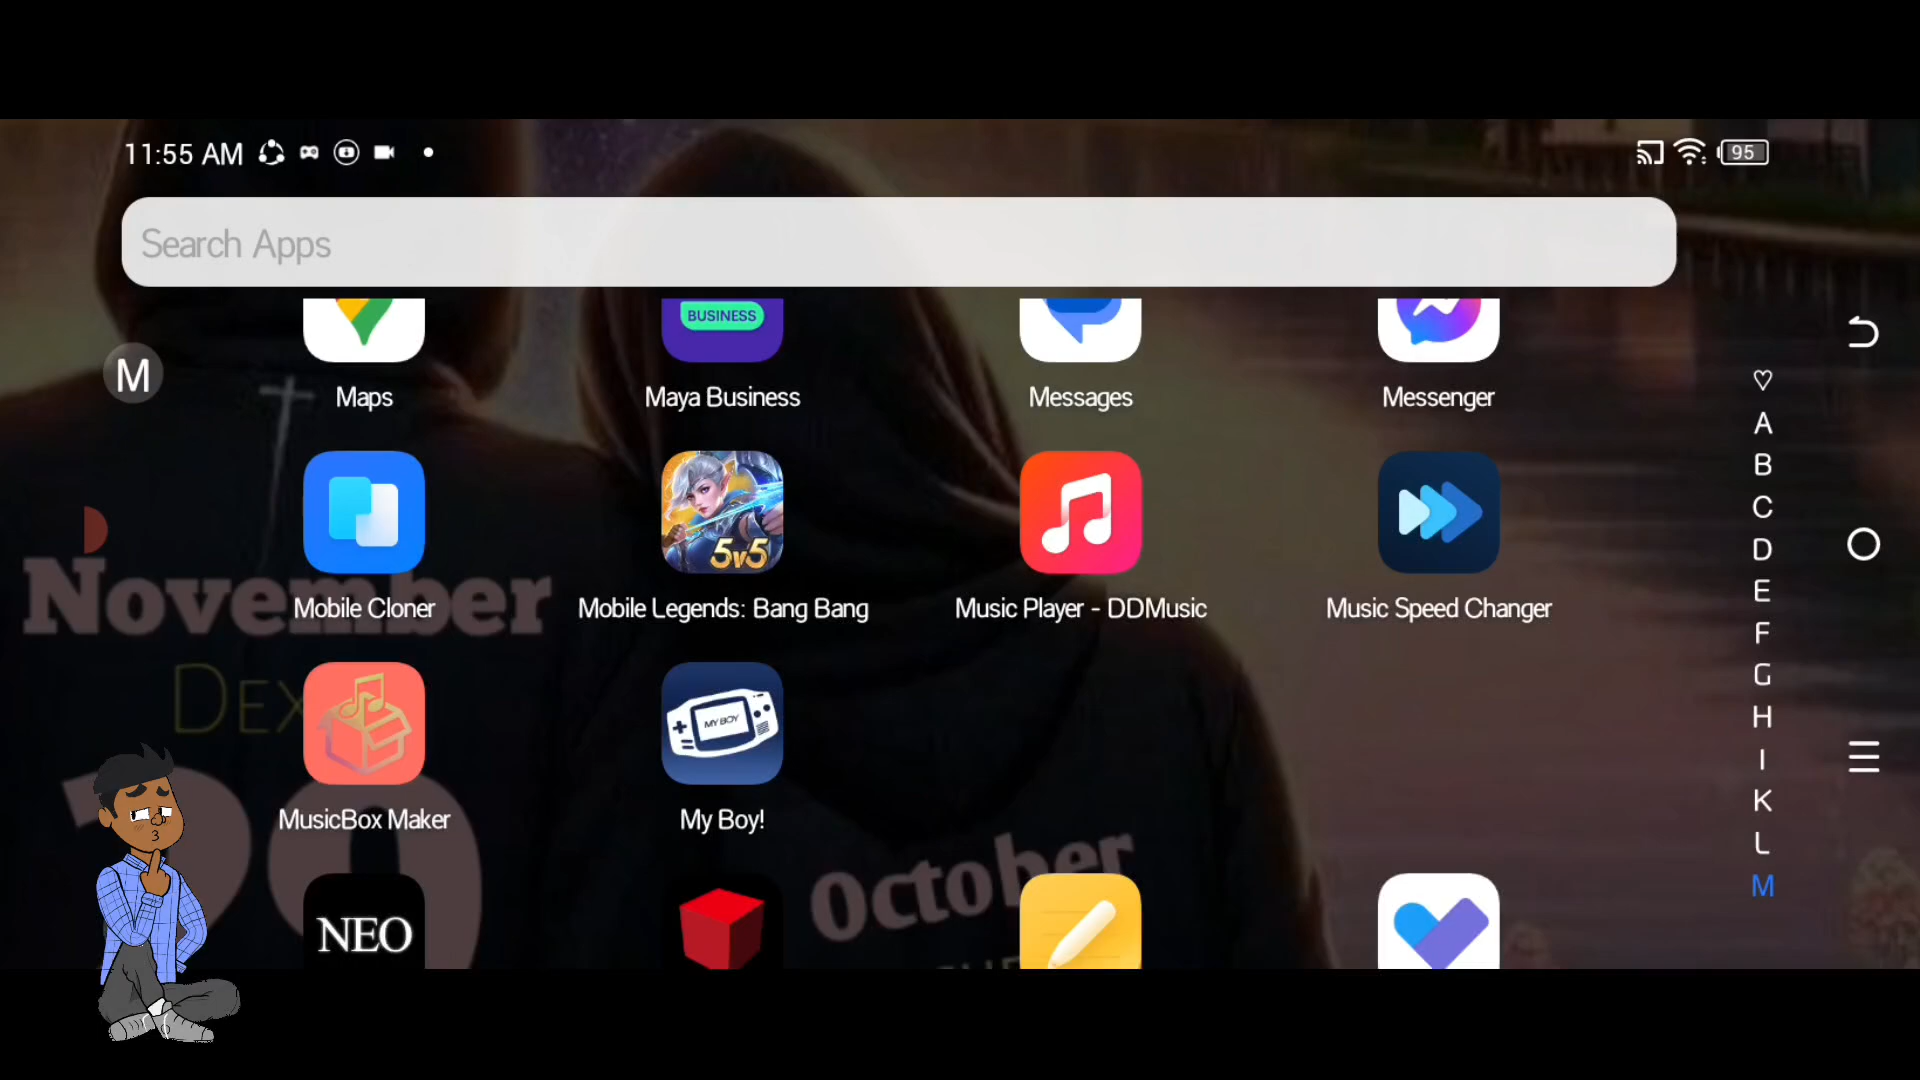 11:55 AM
95
Search Apps
BUSINESS
Maps
Maya Business
Messages
Messenger
M
5v5
Mobile Cloner
Mobile Legends: Bang Bang
Music Player - DDMusic
Music Speed Changer
November
MY BOY
MusicBox Maker
My Boy!
20
October
NEO
♡
A
B
C
D
E
F
G
H
I
K
L
M